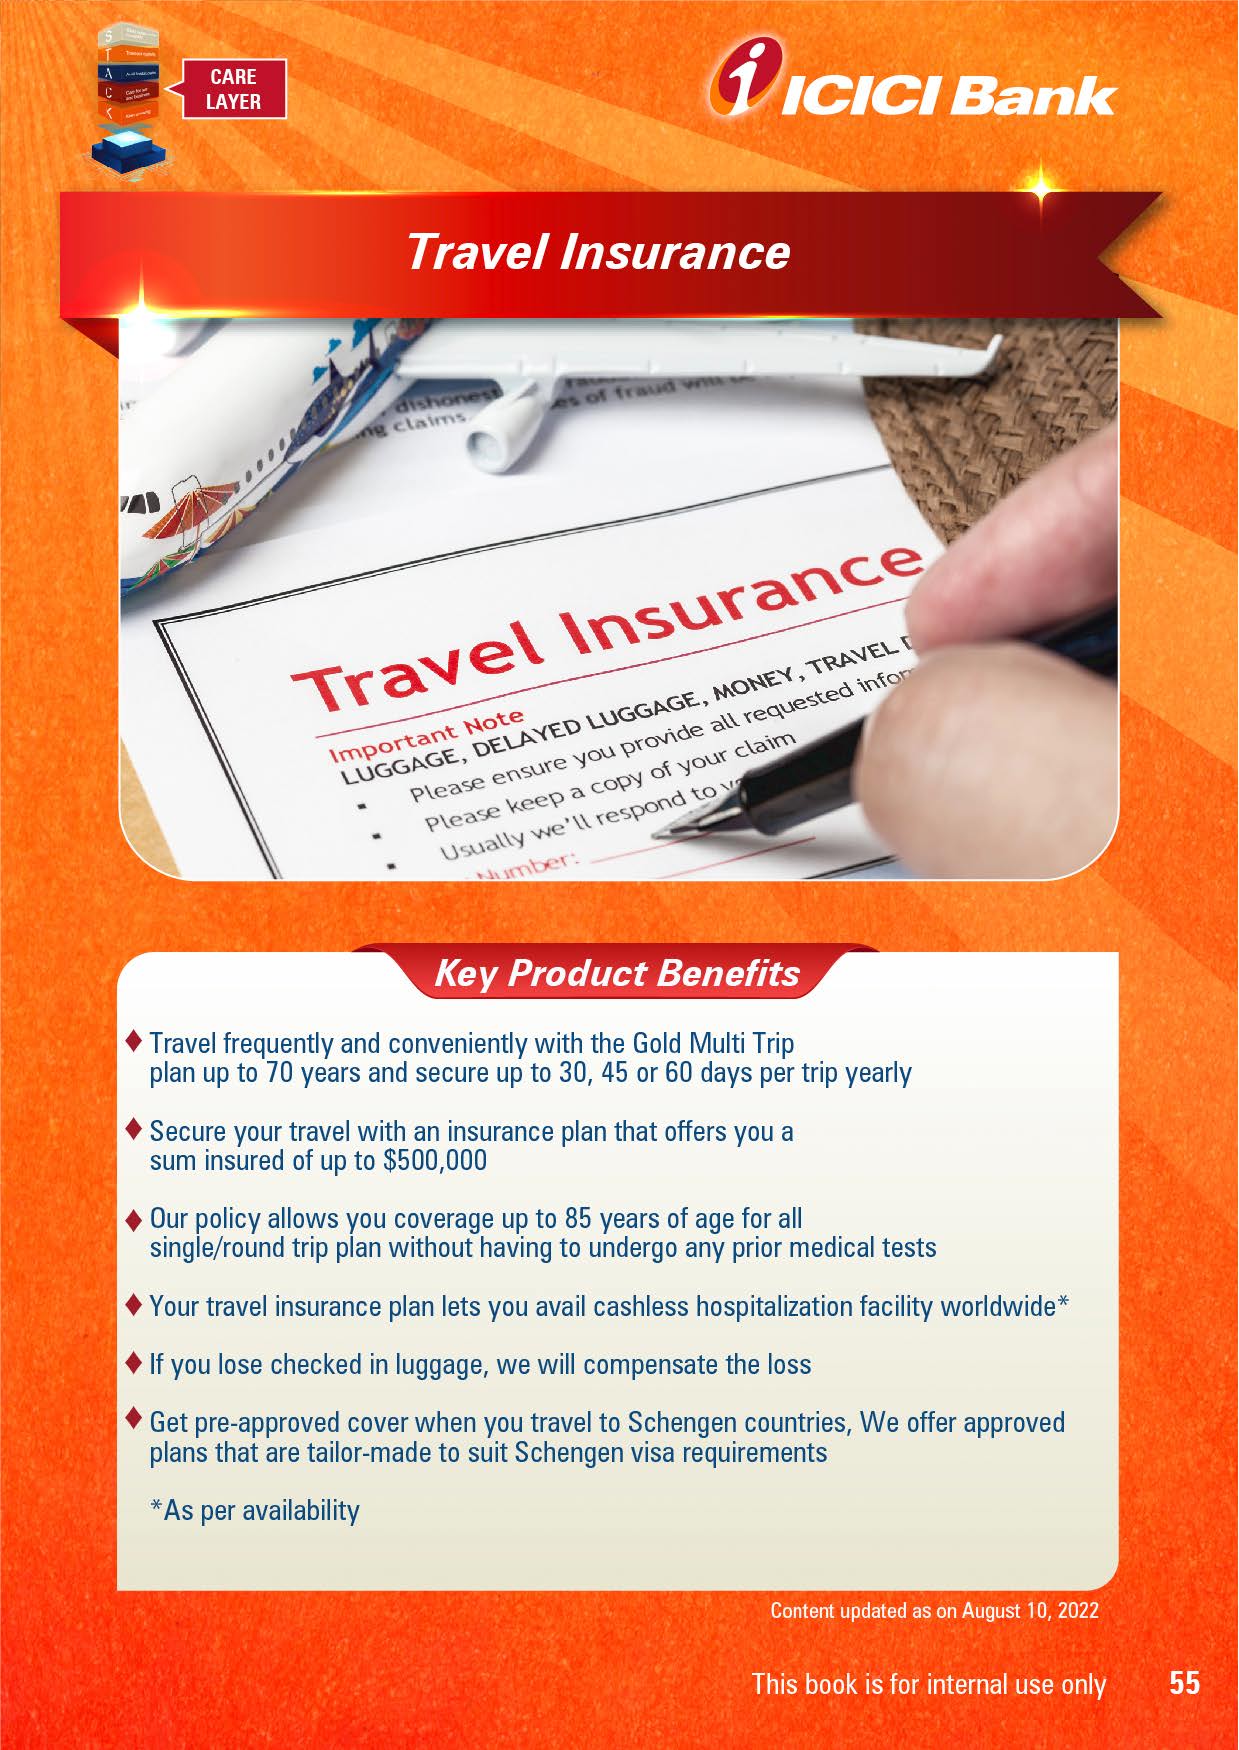 S
T
A
C
K
CARE
LAYER
ICICI Bank
Travel Insurance
dishonest
es of fraud will
ng claims.
Travel Insurance
Important Note
LUGGAGE, DELAYED LUGGAGE, MONEY, TRAVEL D
Please ensure you provide all requested infor
Please keep a copy of your claim
Usually we'll respond to
Number:
Key Product Benefits
Travel frequently and conveniently with the Gold Multi Trip
plan up to 70 years and secure up to 30, 45 or 60 days per trip yearly
Secure your travel with an insurance plan that offers you a
sum insured of up to $500,000
Our policy allows you coverage up to 85 years of age for all
single/round trip plan without having to undergo any prior medical tests
Your travel insurance plan lets you avail cashless hospitalization facility worldwide*
If you lose checked in luggage, we will compensate the loss
Get pre-approved cover when you travel to Schengen countries, We offer approved
plans that are tailor-made to suit Schengen visa requirements
*As per availability
Content updated as on August 10, 2022
This book is for internal use only 55